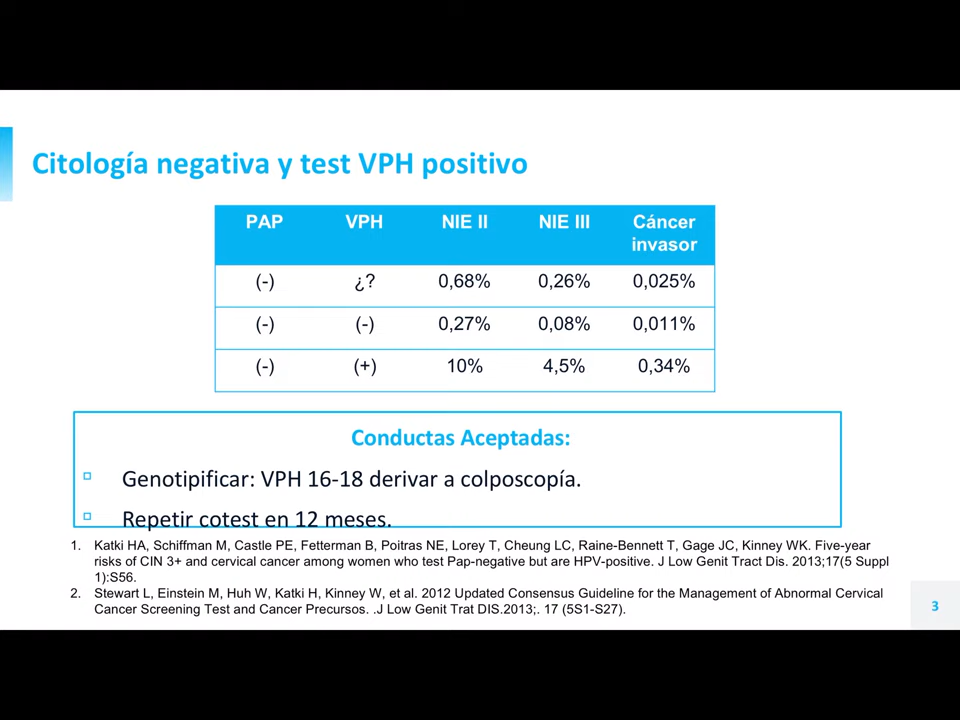 Citología negativa y test VPH positivo
PAP VPH NIE II NIE III Cáncer invasor
(-) ¿? 0,68% 0,26% 0,025%
(-) (-) 0,27% 0,08% 0,011%
(-) (+) 10% 4,5% 0,34%
Conductas Aceptadas:
Genotipificar: VPH 16-18 derivar a colposcopía.
Repetir cotest en 12 meses.
1. Katki HA, Schiffman M, Castle PE, Fetterman B, Poitras NE, Lorey T, Cheung LC, Raine-Bennett T, Gage JC, Kinney WK. Five-year
risks of CIN 3+ and cervical cancer among women who test Pap-negative but are HPV-positive. J Low Genit Tract Dis. 2013;17(5 Suppl
1):S56.
2. Stewart L, Einstein M, Huh W, Katki H, Kinney W, et al. 2012 Updated Consensus Guideline for the Management of Abnormal Cervical
Cancer Screening Test and Cancer Precursos. .J Low Genit Trat DIS.2013;. 17 (5S1-S27).
3